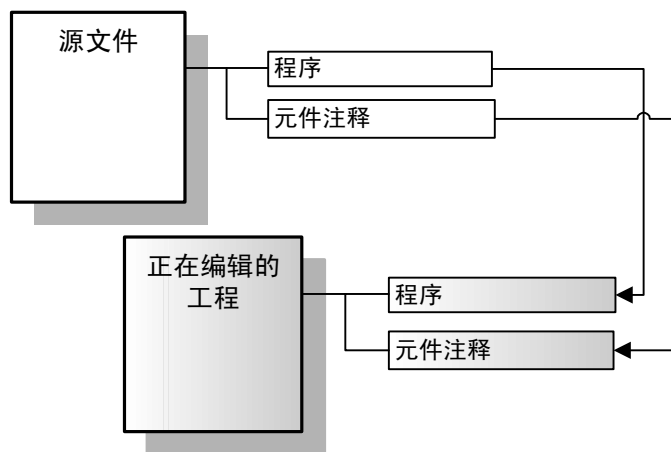 源文件
程序
元件注释
正在编辑的
工程
程序
元件注释